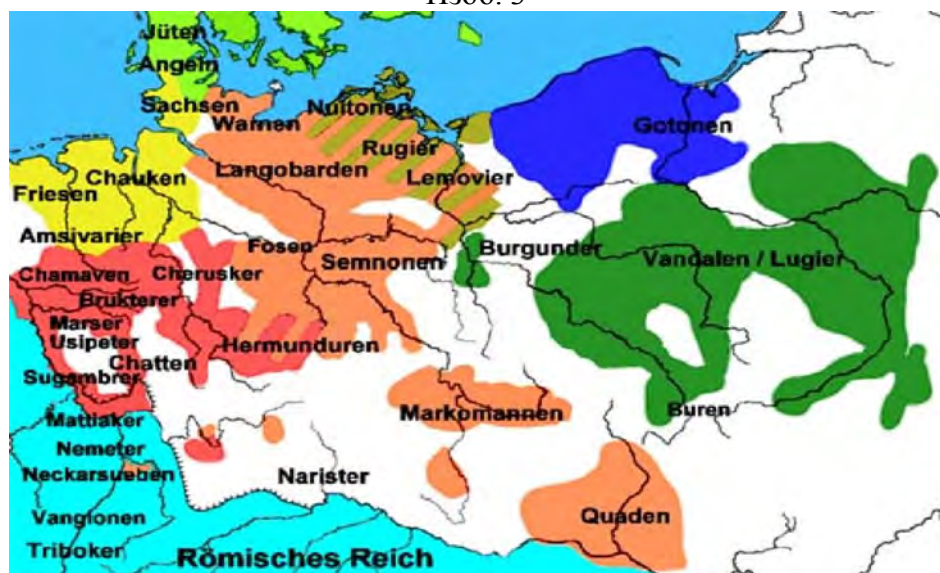 Jüten
Angeln
Sachsen
Warnen
Nuitonen
Gotonen
Rugier
Chauken
Langobarden
Lemovier
Friesen
Amsivarier
Fosen
Burgunder
Semnonen
Vandalen / Lugier
Chamaven
Cherusker
Brukterer
Marser
Usipeter
Hermunduren
Chatten
Sugambrer
Mattiaker
Markomannen
Buren
Nemeter
Neckarsueben
Narister
Vangionen
Quaden
Triboker
Römisches Reich